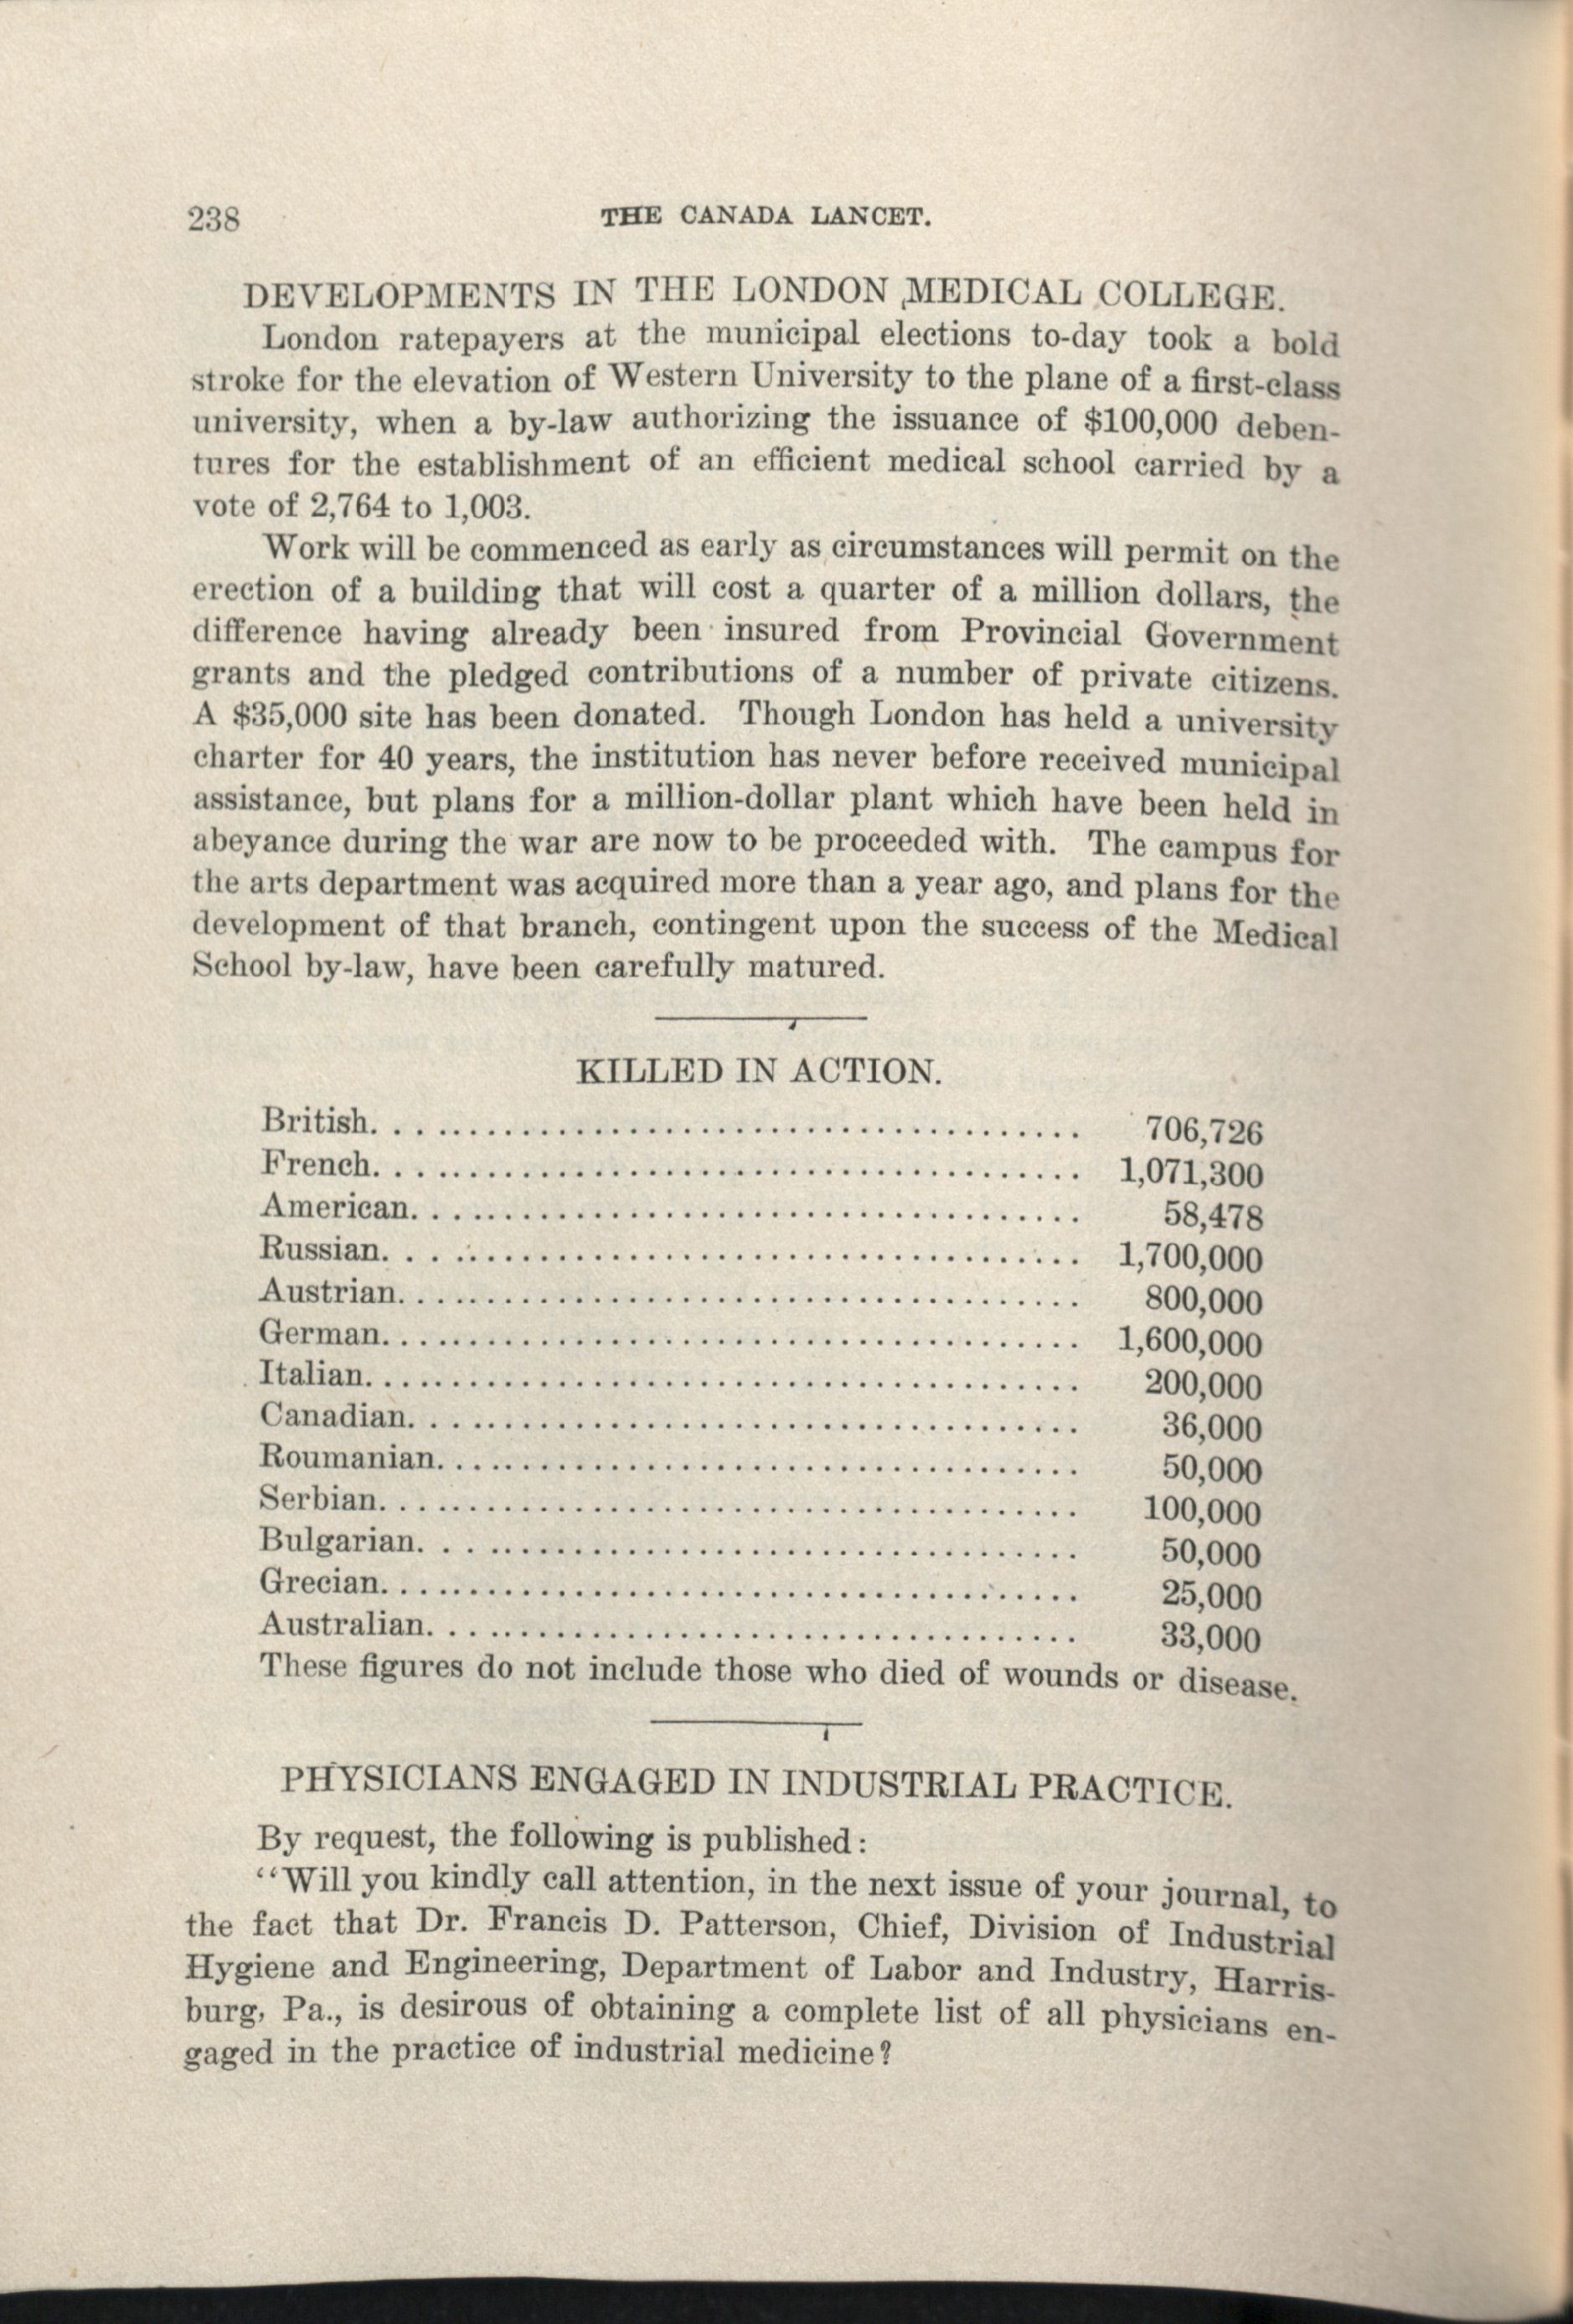 238 THE CANADA LANCET.
DEVELOPMENTS IN THE LONDON MEDICAL COLLEGE.
London ratepayers at the municipal elections to-day took a bold
stroke for the elevation of Western University to the plane of a first-class
university, when a by-law authorizing the issuance of $100,000 deben-
tures for the establishment of an efficient medical school carried by a
vote of 2,764 to 1,003.
Work will be commenced as early as circumstances will permit on the
erection of a building that will cost a quarter of a million dollars, the
difference having already been insured from Provincial Government
grants and the pledged contributions of a number of private citizens.
A $35,000 site has been donated. Though London has held a university
charter for 40 years, the institution has never before received municipal
assistance, but plans for a million-dollar plant which have been held in
abeyance during the war are now to be proceeded with. The campus for
the arts department was acquired more than a year ago, and plans for the
development of that branch, contingent upon the success of the Medical
School by-law, have been carefully matured.
KILLED IN ACTION.
British. . . . . . . . . . . . . . . . . . . . . . . . . . . . . . . . . . 706,726
French. . . . . . . . . . . . . . . . . . . . . . . . . . . . . . . . . . 1,071,300
American. . . . . . . . . . . . . . . . . . . . . . . . . . . . . . . . . . 58,478
Russian. . . . . . . . . . . . . . . . . . . . . . . . . . . . . . . . . . 1,700,000
Austrian. . . . . . . . . . . . . . . . . . . . . . . . . . . . . . . . . . 800,000
German. . . . . . . . . . . . . . . . . . . . . . . . . . . . . . . . . . 1,600,000
Italian. . . . . . . . . . . . . . . . . . . . . . . . . . . . . . . . . . 200,000
Canadian. . . . . . . . . . . . . . . . . . . . . . . . . . . . . . . . . . 36,000
Roumanian. . . . . . . . . . . . . . . . . . . . . . . . . . . . . . . . . . 50,000
Serbian. . . . . . . . . . . . . . . . . . . . . . . . . . . . . . . . . . 100,000
Bulgarian. . . . . . . . . . . . . . . . . . . . . . . . . . . . . . . . . . 50,000
Grecian. . . . . . . . . . . . . . . . . . . . . . . . . . . . . . . . . . 25,000
Australian. . . . . . . . . . . . . . . . . . . . . . . . . . . . . . . . . . 33,000
These figures do not include those who died of wounds or disease.
PHYSICIANS ENGAGED IN INDUSTRIAL PRACTICE.
By request, the following is published:
"Will you kindly call attention, in the next issue of your journal, to
the fact that Dr. Francis D. Patterson, Chief, Division of Industrial
Hygiene and Engineering, Department of Labor and Industry, Harris-
burg, Pa., is desirous of obtaining a complete list of all physicians en-
gaged in the practice of industrial medicine?